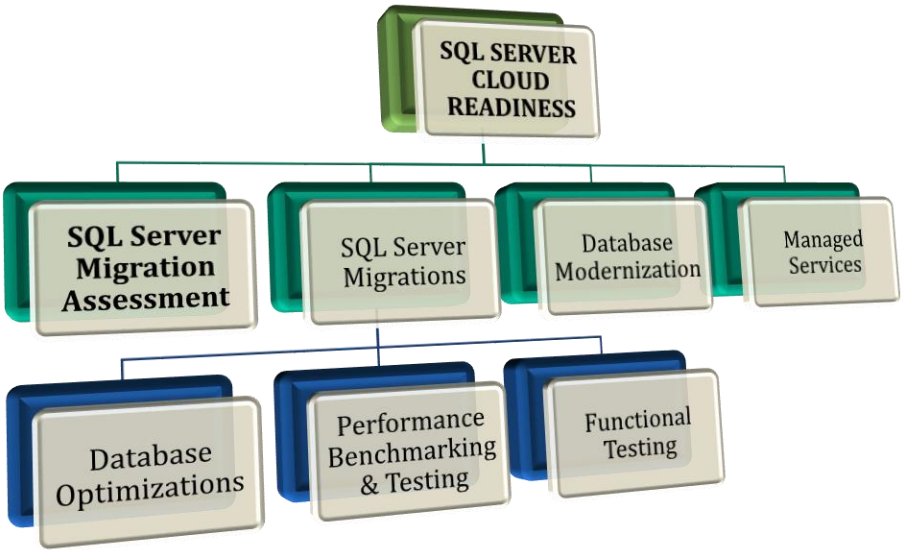 SQL SERVER
CLOUD
READINESS
SQL Server
Migration
Assessment
SQL Server
Migrations
Database
Modernization
Managed
Services
Database
Optimizations
Performance
Benchmarking
& Testing
Functional
Testing